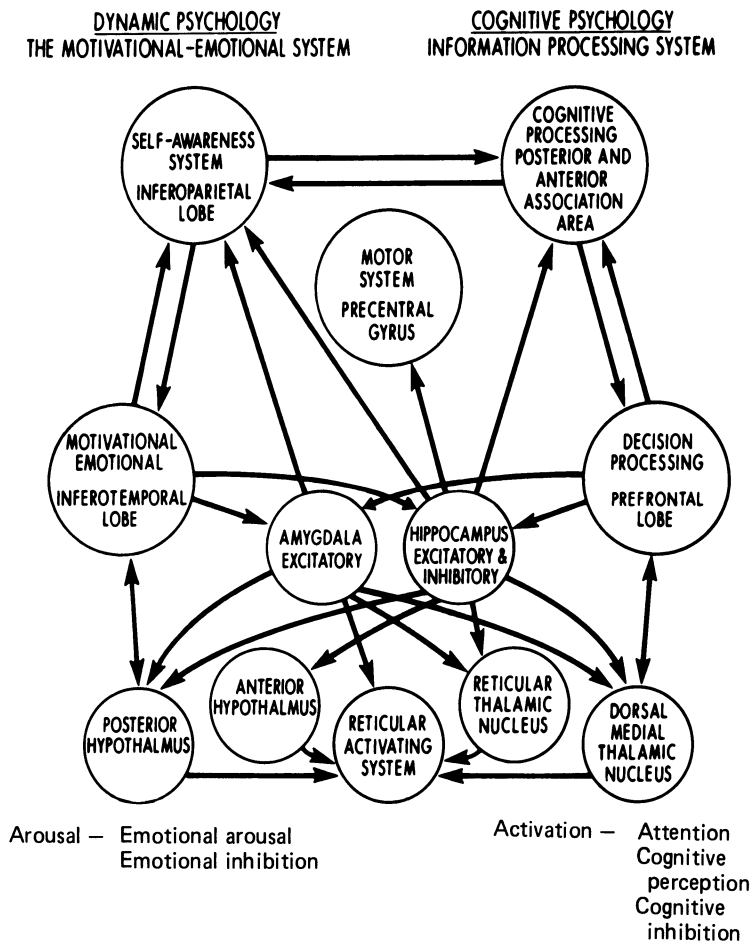 DYNAMIC PSYCHOLOGY
THE MOTIVATIONAL-EMOTIONAL SYSTEM
COGNITIVE PSYCHOLOGY
INFORMATION PROCESSING SYSTEM
SELF-AWARENESS
SYSTEM
INFEROPARIETAL
LOBE
COGNITIVE
PROCESSING
POSTERIOR AND
ANTERIOR
ASSOCIATION
AREA
MOTOR
SYSTEM
PRECENTRAL
GYRUS
MOTIVATIONAL
EMOTIONAL
INFEROTEMPORAL
LOBE
DECISION
PROCESSING
PREFRONTAL
LOBE
AMYGDALA
EXCITATORY
HIPPOCAMPUS
EXCITATORY &
INHIBITORY
POSTERIOR
HYPOTHALMUS
ANTERIOR
HYPOTHALMUS
RETICULAR
ACTIVATING
SYSTEM
RETICULAR
THALAMIC
NUCLEUS
DORSAL
MEDIAL
THALAMIC
NUCLEUS
Arousal — Emotional arousal
Emotional inhibition
Activation — Attention
Cognitive
perception
Cognitive
inhibition